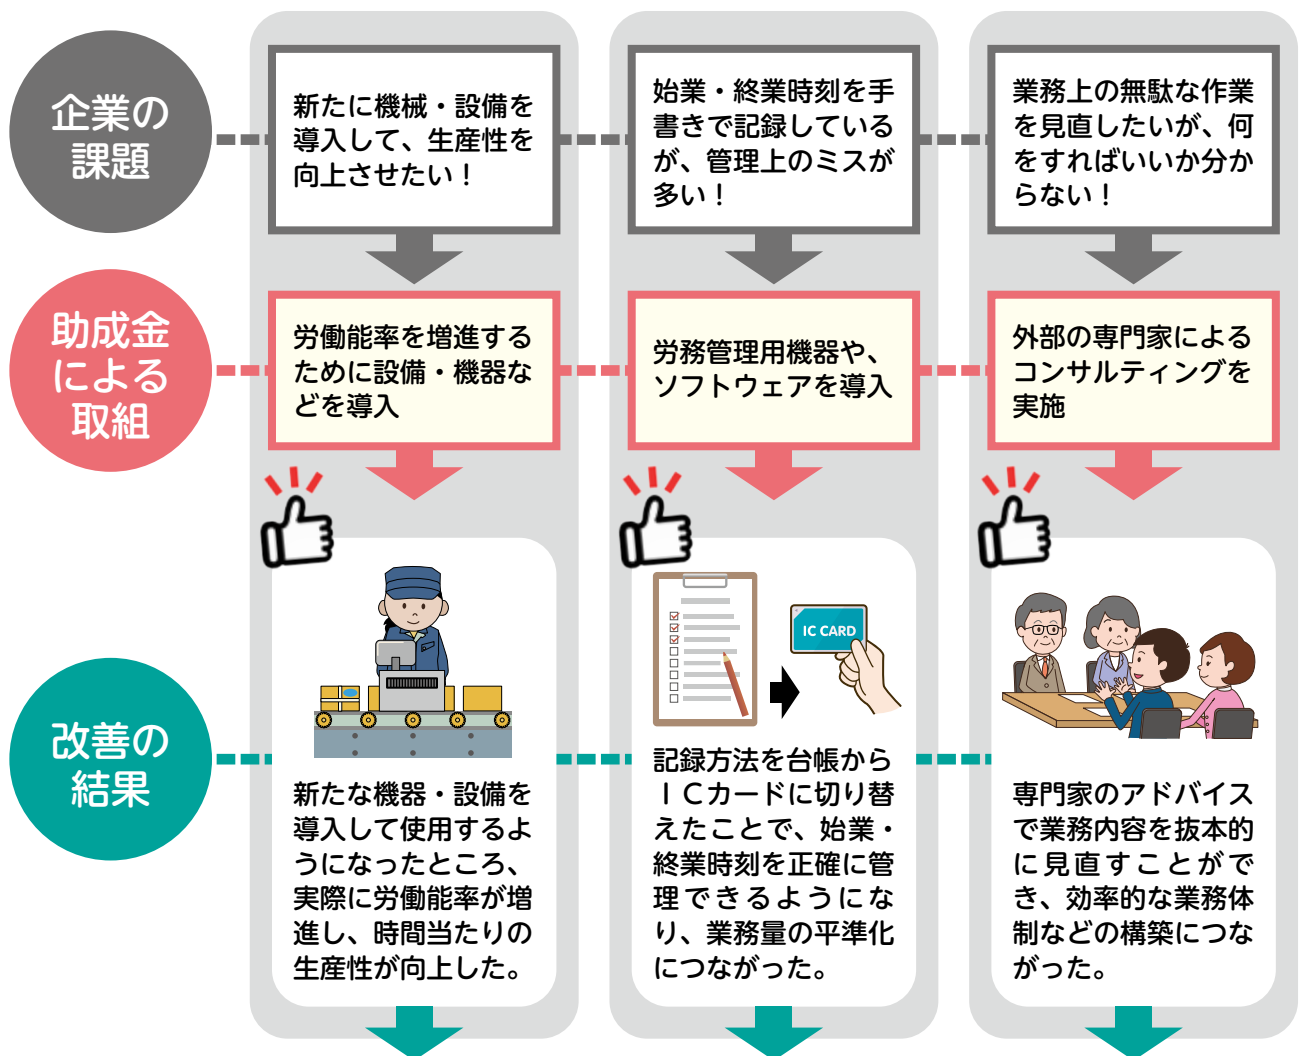 企業の
課題
新たに機械・設備を
導入して、生産性を
向上させたい！
始業・終業時刻を手
書きで記録している
が、管理上のミスが
多い！
業務上の無駄な作業
を見直したいが、何
をすればいいか分か
らない！
助成金
による
取組
労働能率を増進する
ために設備・機器な
どを導入
労務管理用機器や、
ソフトウェアを導入
外部の専門家による
コンサルティングを
実施
改善の
結果
新たな機器・設備を
導入して使用するよ
うになったところ、
実際に労働能率が増
進し、時間当たりの
生産性が向上した。
IC CARD
記録方法を台帳から
ＩＣカードに切り替
えたことで、始業・
終業時刻を正確に管
理できるようにな
り、業務量の平準化
につながった。
専門家のアドバイス
で業務内容を抜本的
に見直すことがで
き、効率的な業務体
制などの構築につな
がった。